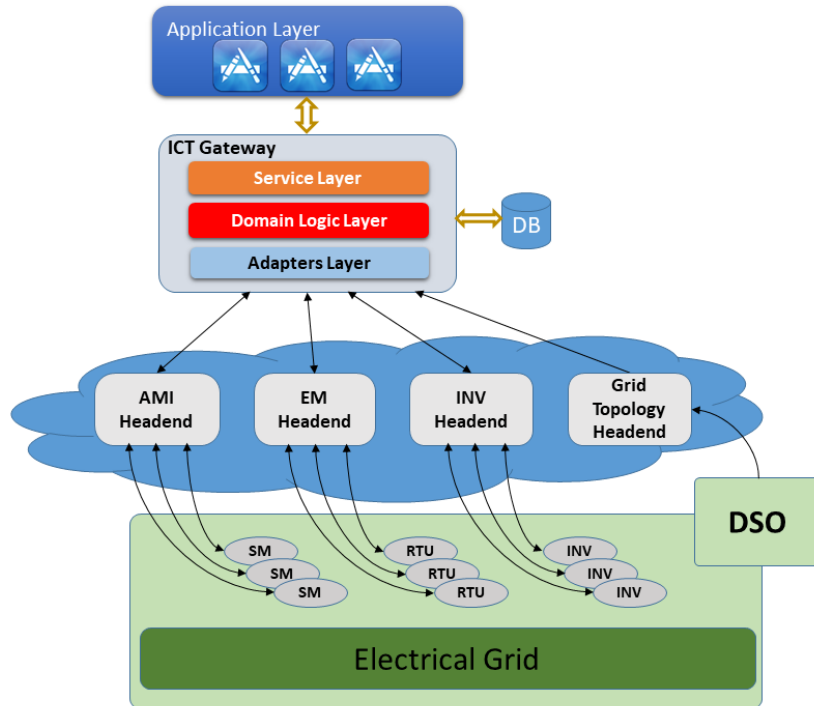 Application Layer
ICT Gateway
Service Layer
Domain Logic Layer
Adapters Layer
DB
AMI
Headend
EM
Headend
INV
Headend
Grid
Topology
Headend
DSO
SM
SM
SM
RTU
RTU
RTU
INV
INV
INV
Electrical Grid